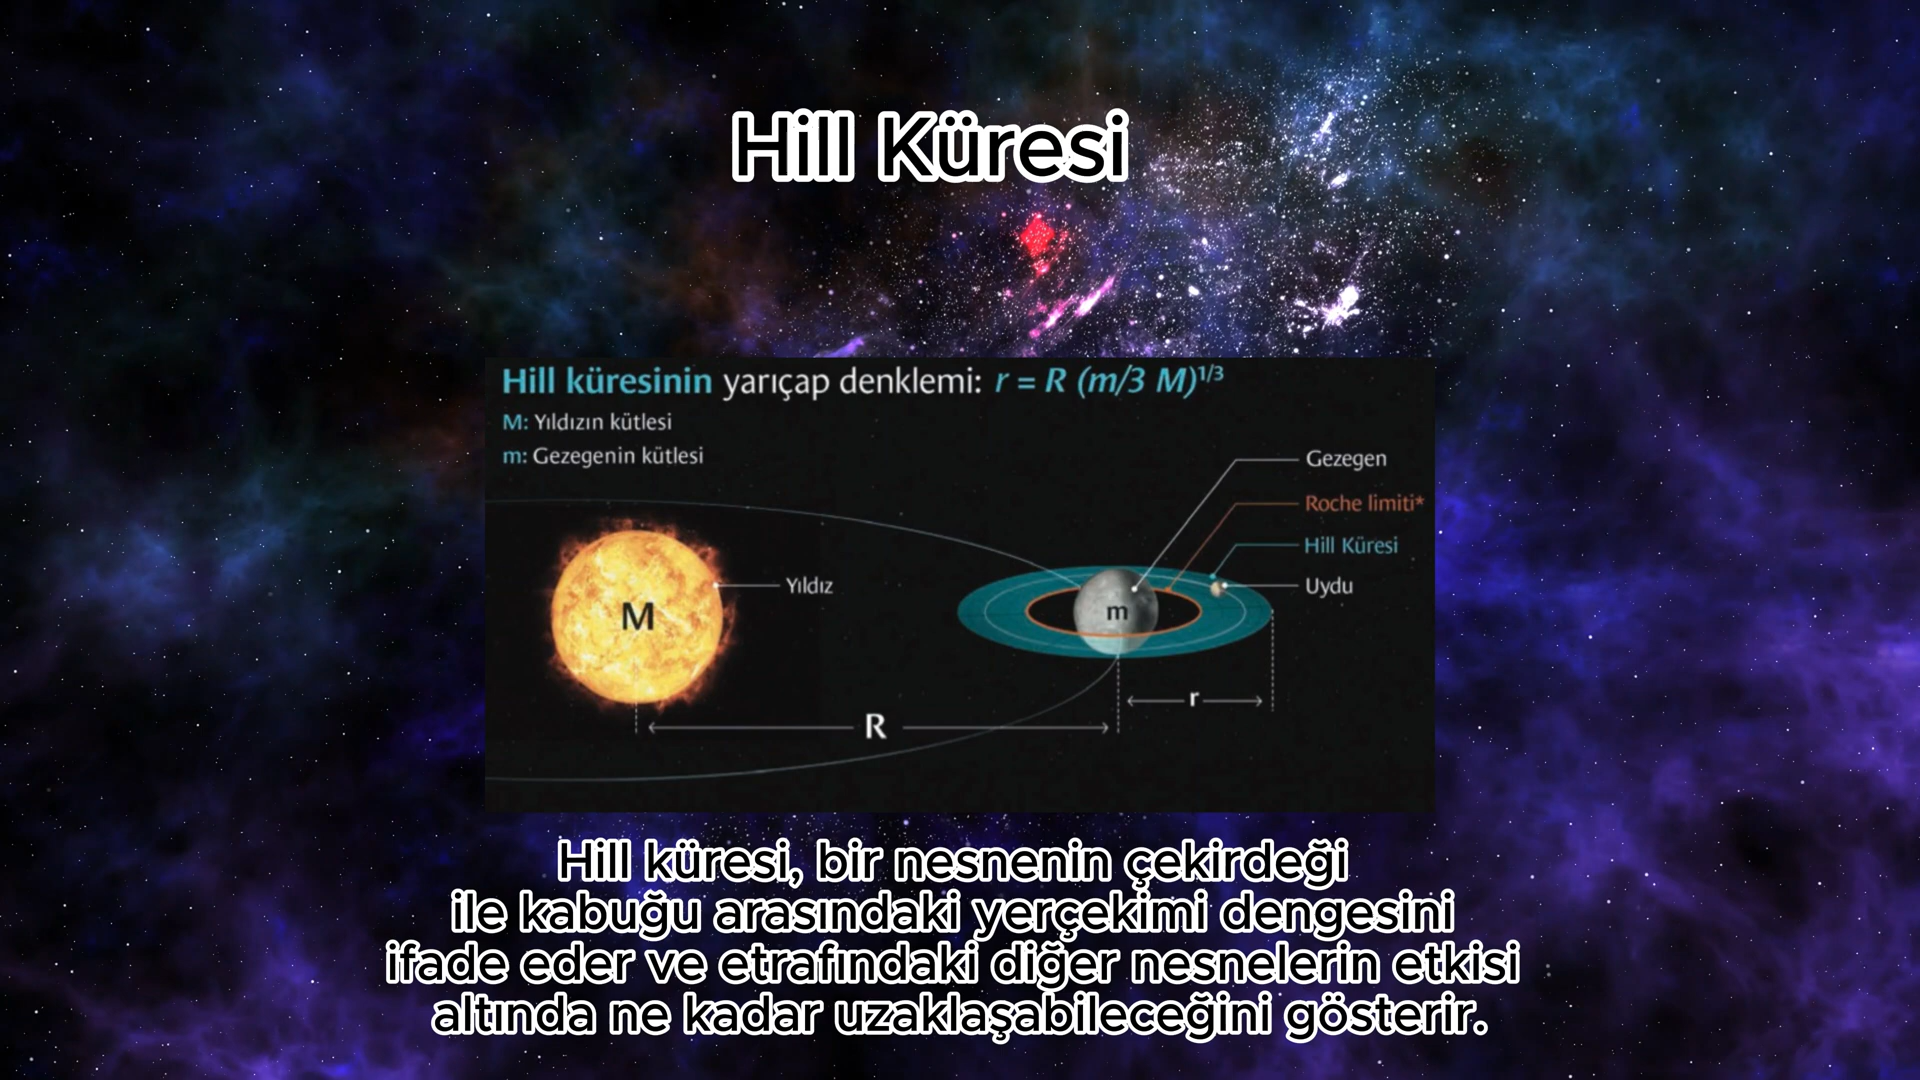 Hill Küresi
Hill küresinin yarıçap denklemi: r = R (m/3 M)^1/3
M: Yıldızın kütlesi
m: Gezegenin kütlesi
Gezegen
Roche limiti*
Hill Küresi
Uydu
Yıldız
M
m
r
R
Hill küresi, bir nesnenin çekirdeği
ile kabuğu arasındaki yerçekimi dengesini
ifade eder ve etrafındaki diğer nesnelerin etkisi
altında ne kadar uzaklaşabileceğini gösterir.